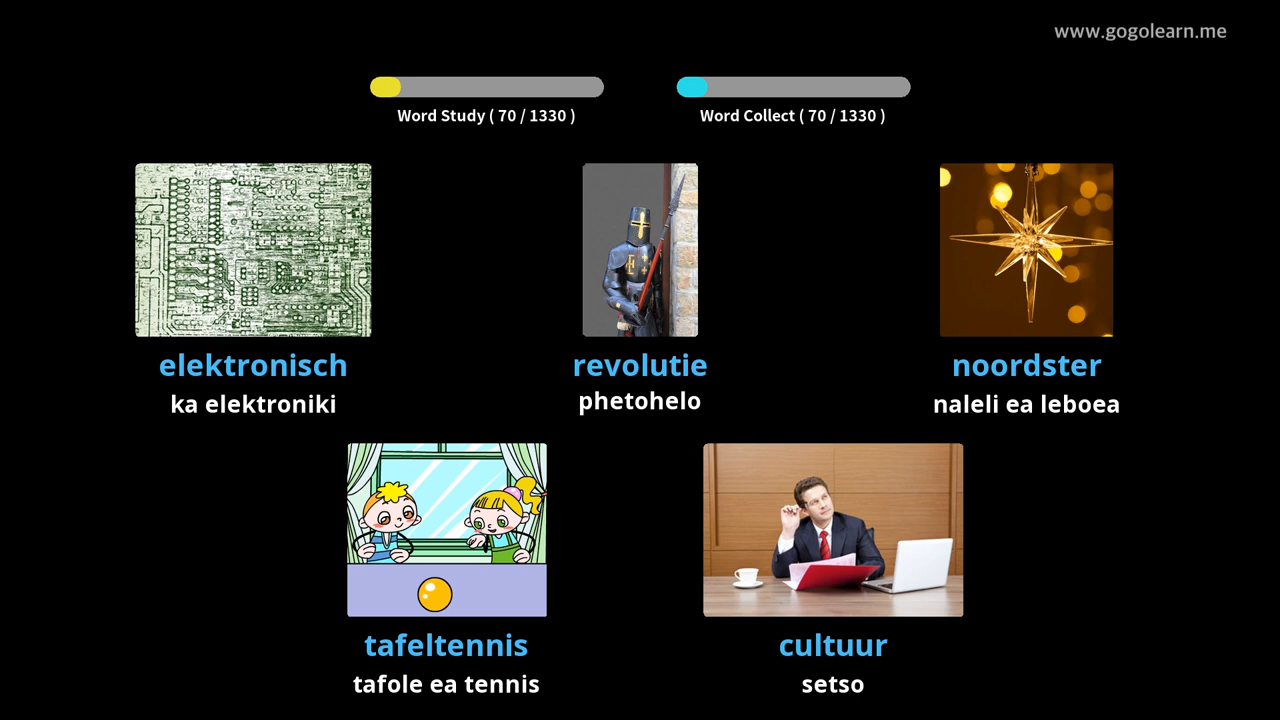 www.gogolearn.me
Word Study ( 70 / 1330 )
Word Collect ( 70 / 1330 )
elektronisch
ka elektroniki
revolutie
phetohelo
noordster
naleli ea leboea
tafeltennis
tafole ea tennis
cultuur
setso